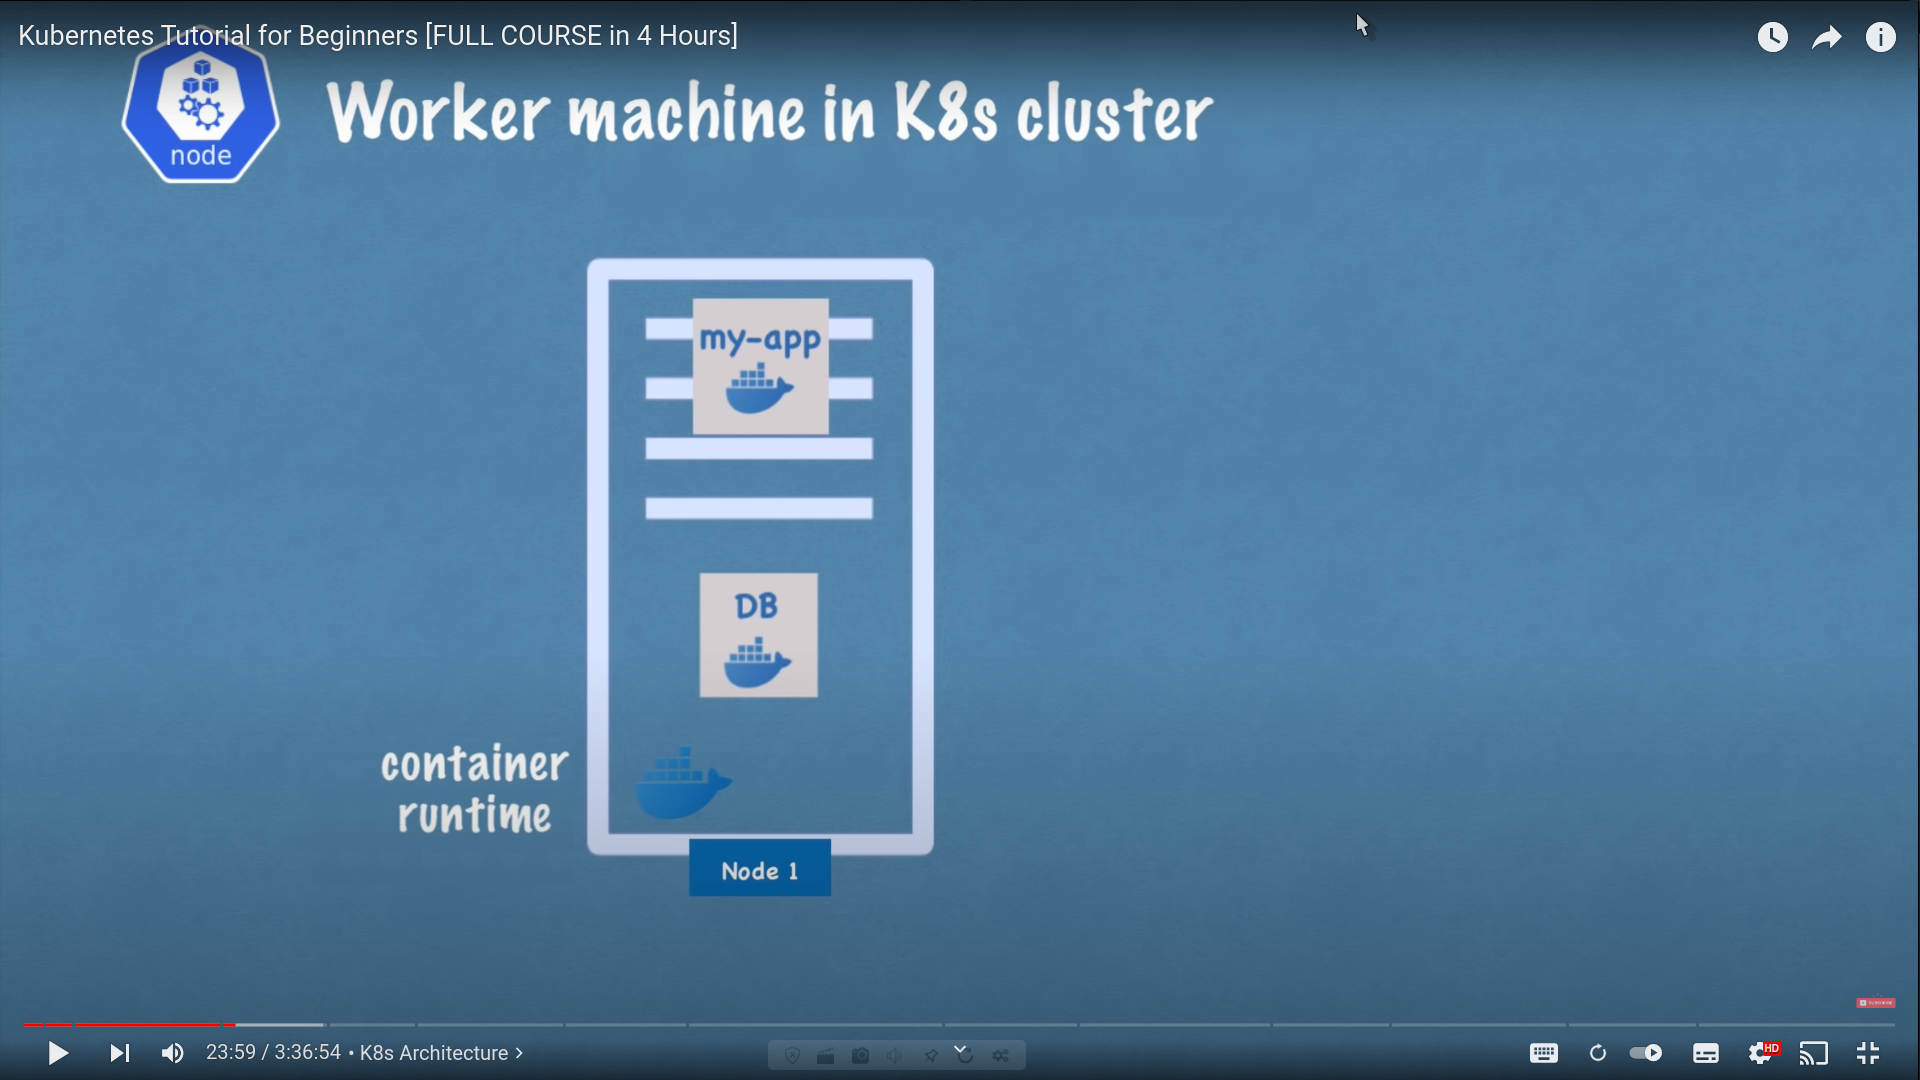 Kubernetes Tutorial for Beginners [FULL COURSE in 4 Hours]
node
Worker machine in K8s cluster
my-app
DB
container
runtime
Node 1
SUBSCRIBE
23:59 / 3:36:54 • K8s Architecture
HD